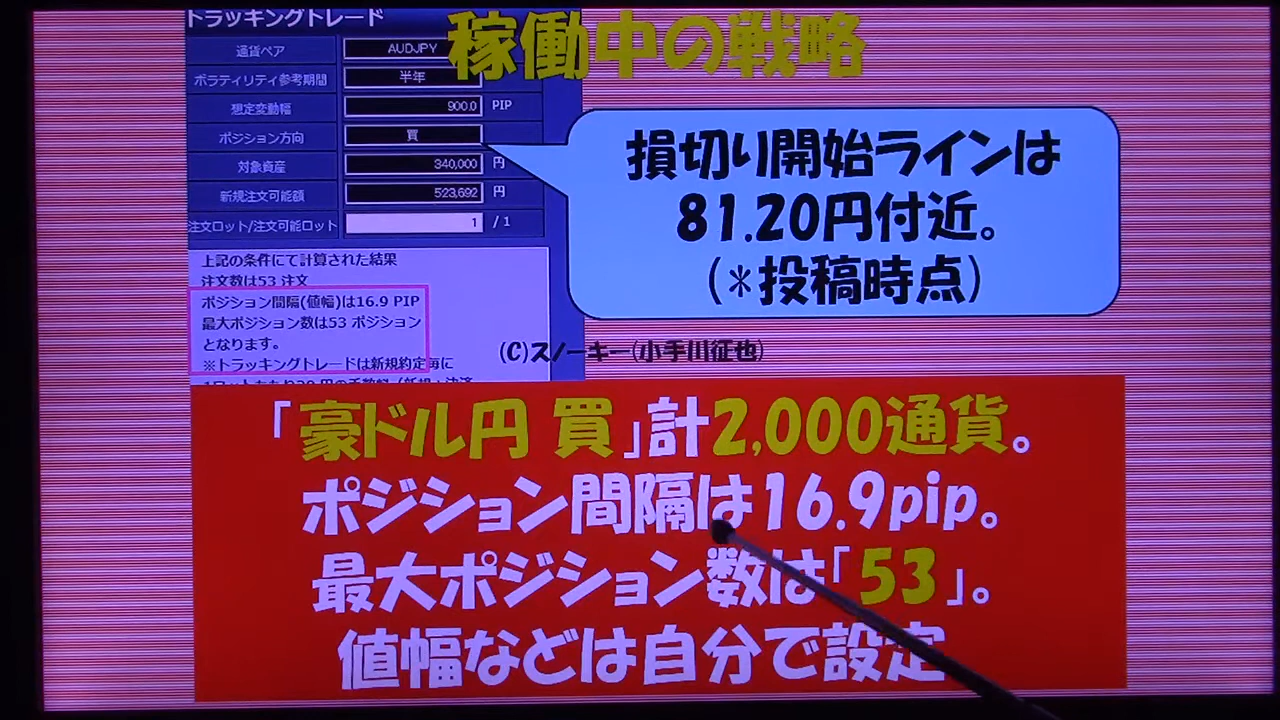 トラッキングトレード
稼働中の戦略
通貨ペア AUDJPY
ボラティリティ参考期間 半年
想定変動幅 900.0 PIP
ポジション方向 買
対象資産 340,000 円
新規注文可能額 523,692 円
注文ロット/注文可能ロット 1 / 1
損切り開始ラインは
81.20円付近。
(*投稿時点)
上記の条件にて計算された結果
注文数は53 注文
ポジション間隔(値幅)は16.9 PIP
最大ポジション数は53 ポジション
となります。
※トラッキングトレードは新規約定毎に
(C)スノーキー(小手川征也)
「豪ドル円 買」計2,000通貨。
ポジション間隔は16.9pip。
最大ポジション数は「53」。
値幅などは自分で設定